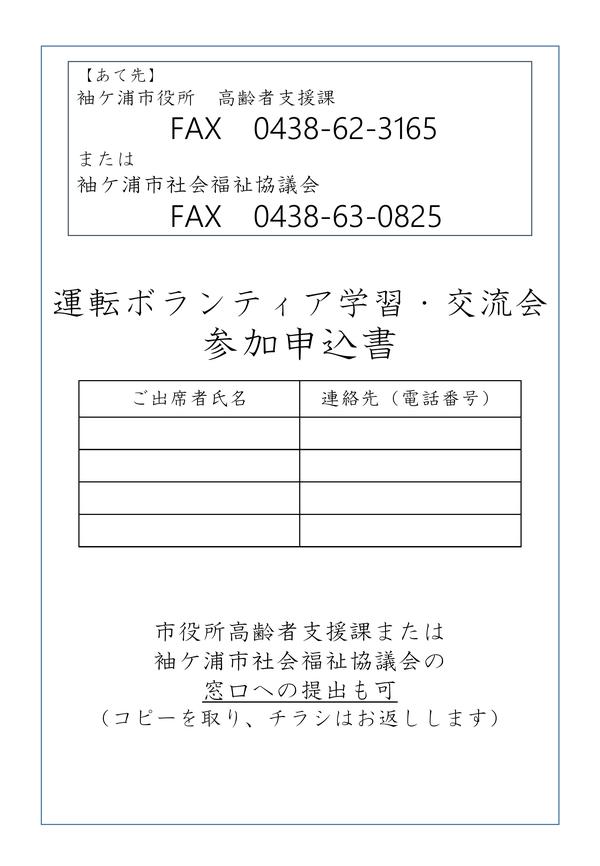 【あて先】
袖ケ浦市役所　高齢者支援課
FAX　0438-62-3165
または
袖ケ浦市社会福祉協議会
FAX　0438-63-0825
運転ボランティア学習・交流会
参加申込書
ご出席者氏名　連絡先（電話番号）
市役所高齢者支援課または
袖ケ浦市社会福祉協議会の
窓口への提出も可
（コピーを取り、チラシはお返しします）